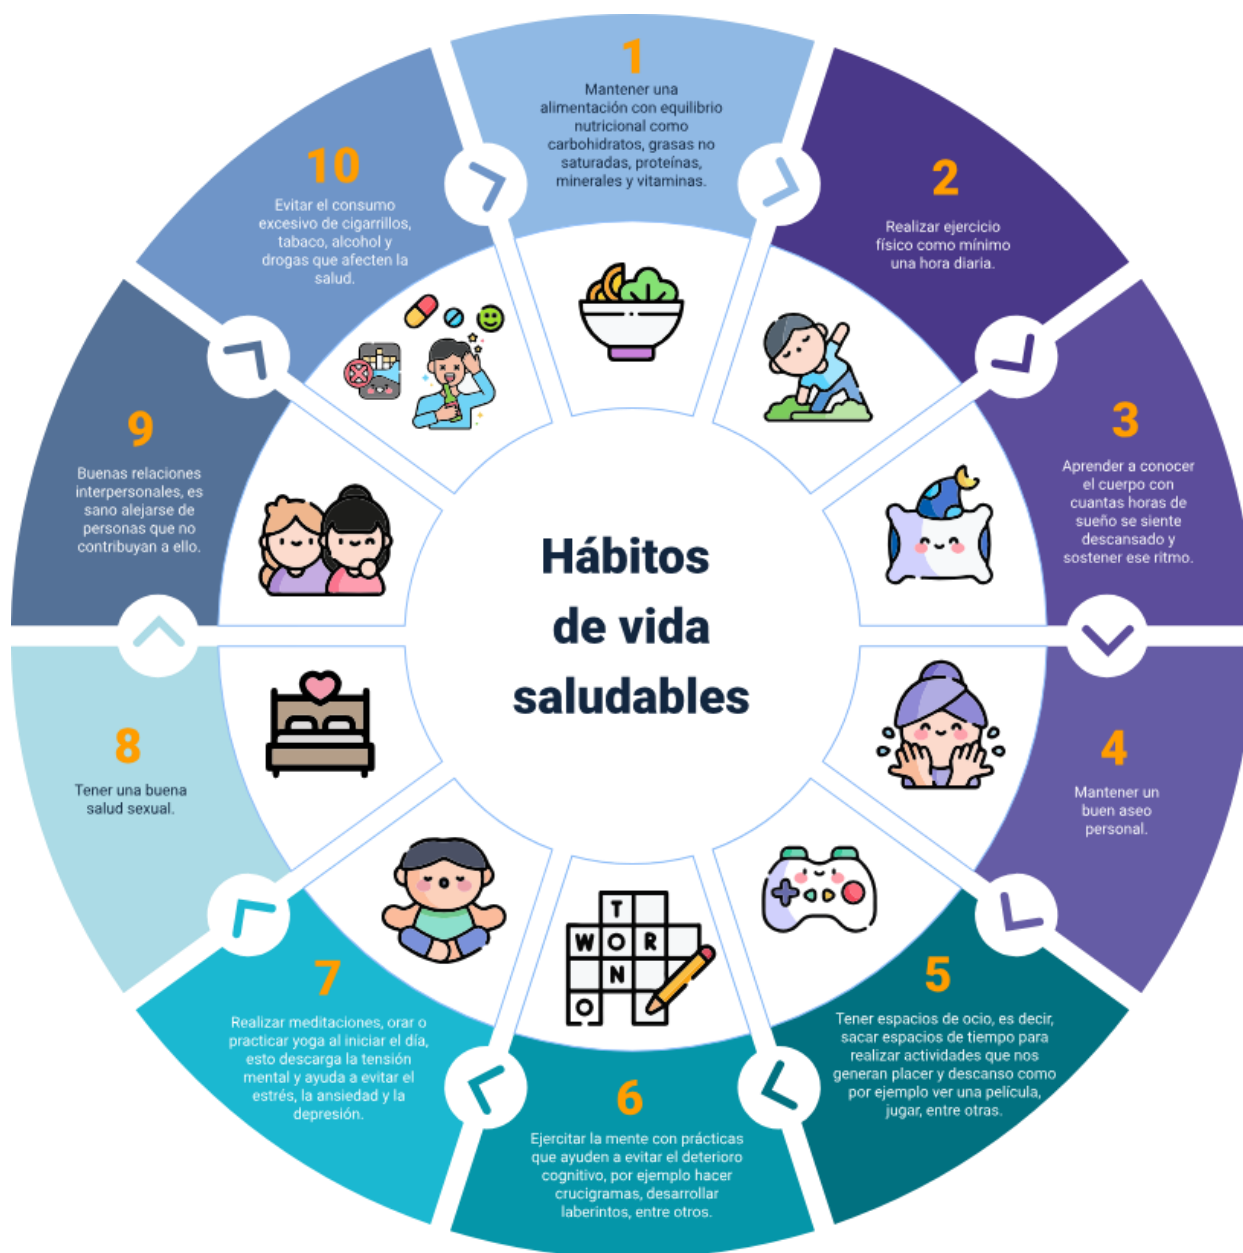 Hábitos
de vida
saludables
1
Mantener una
alimentación con equilibrio
nutricional como
carbohidratos, grasas no
saturadas, proteínas,
minerales y vitaminas.
2
Realizar ejercicio
físico como mínimo
una hora diaria.
3
Aprender a conocer
el cuerpo con
cuantas horas de
sueño se siente
descansado y
sostener ese ritmo.
4
Mantener un
buen aseo
personal.
5
Tener espacios de ocio, es decir,
sacar espacios de tiempo para
realizar actividades que nos
generan placer y descanso como
por ejemplo ver una película,
jugar, entre otras.
6
Ejercitar la mente con prácticas
que ayuden a evitar el deterioro
cognitivo, por ejemplo hacer
crucigramas, desarrollar
laberintos, entre otros.
T
W O R
N
O
7
Realizar meditaciones, orar o
practicar yoga al iniciar el día,
esto descarga la tensión
mental y ayuda a evitar el
estrés, la ansiedad y la
depresión.
8
Tener una buena
salud sexual.
9
Buenas relaciones
interpersonales, es
sano alejarse de
personas que no
contribuyan a ello.
10
Evitar el consumo
excesivo de cigarrillos,
tabaco, alcohol y
drogas que afecten la
salud.